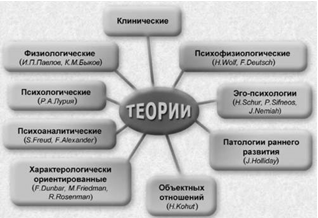 Клинические
Физиологические
(И.П.Павлов, К.М.Быков)
Психофизиологические
(H.Wolf, F.Deutsch)
Психологические
(Р.А.Лурия)
ТЕОРИИ
Эго-психологии
(H.Schur, P.Sifneos,
J.Nemiah)
Психоаналитические
(S.Freud, F.Alexander)
Патологии раннего
развития
(J.Holliday)
Характерологически
ориентированные
(F.Dunbar, M.Friedman,
R.Rosenman)
Объектных
отношений
(H.Kohut)